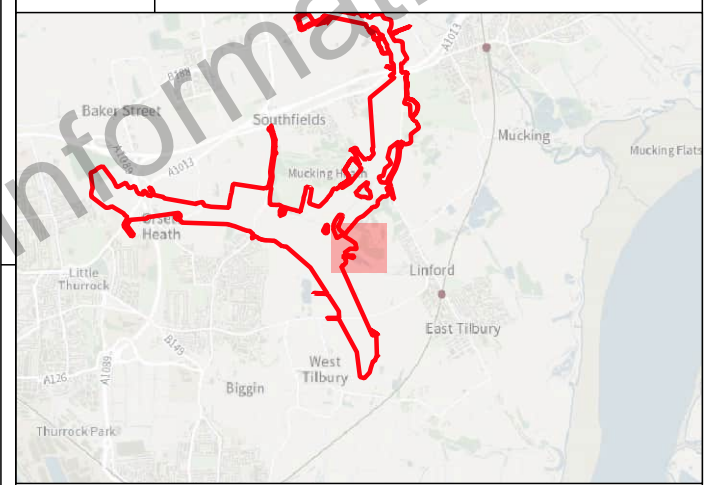 A1013
B188
Baker Street
Southfields
Mucking
Mucking Flats
A1089
A1013
Mucking Heath
Orsett
Heath
Little
Thurrock
Linford
East Tilbury
B149
A126
A1089
West
Tilbury
Biggin
Thurrock Park